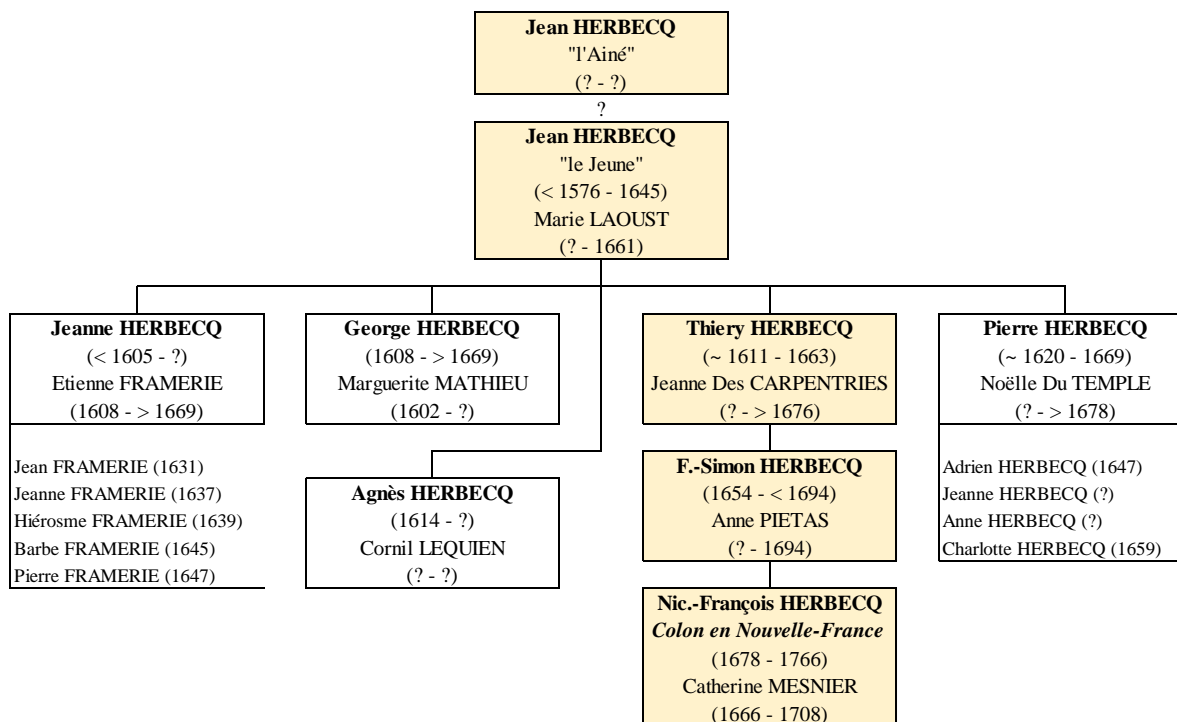 Jean HERBECQ
"l'Ainé"
(? - ?)
?
Jean HERBECQ
"le Jeune"
(< 1576 - 1645)
Marie LAOUST
(? - 1661)
Jeanne HERBECQ
(< 1605 - ?)
Etienne FRAMERIE
(1608 - > 1669)
George HERBECQ
(1608 - > 1669)
Marguerite MATHIEU
(1602 - ?)
Thiery HERBECQ
(~ 1611 - 1663)
Jeanne Des CARPENTRIES
(? - > 1676)
Pierre HERBECQ
(~ 1620 - 1669)
Noëlle Du TEMPLE
(? - > 1678)
Jean FRAMERIE (1631)
Jeanne FRAMERIE (1637)
Hiérosme FRAMERIE (1639)
Barbe FRAMERIE (1645)
Pierre FRAMERIE (1647)
Agnès HERBECQ
(1614 - ?)
Cornil LEQUIEN
(? - ?)
F.-Simon HERBECQ
(1654 - < 1694)
Anne PIETAS
(? - 1694)
Adrien HERBECQ (1647)
Jeanne HERBECQ (?)
Anne HERBECQ (?)
Charlotte HERBECQ (1659)
Nic.-François HERBECQ
Colon en Nouvelle-France
(1678 - 1766)
Catherine MESNIER
(1666 - 1708)